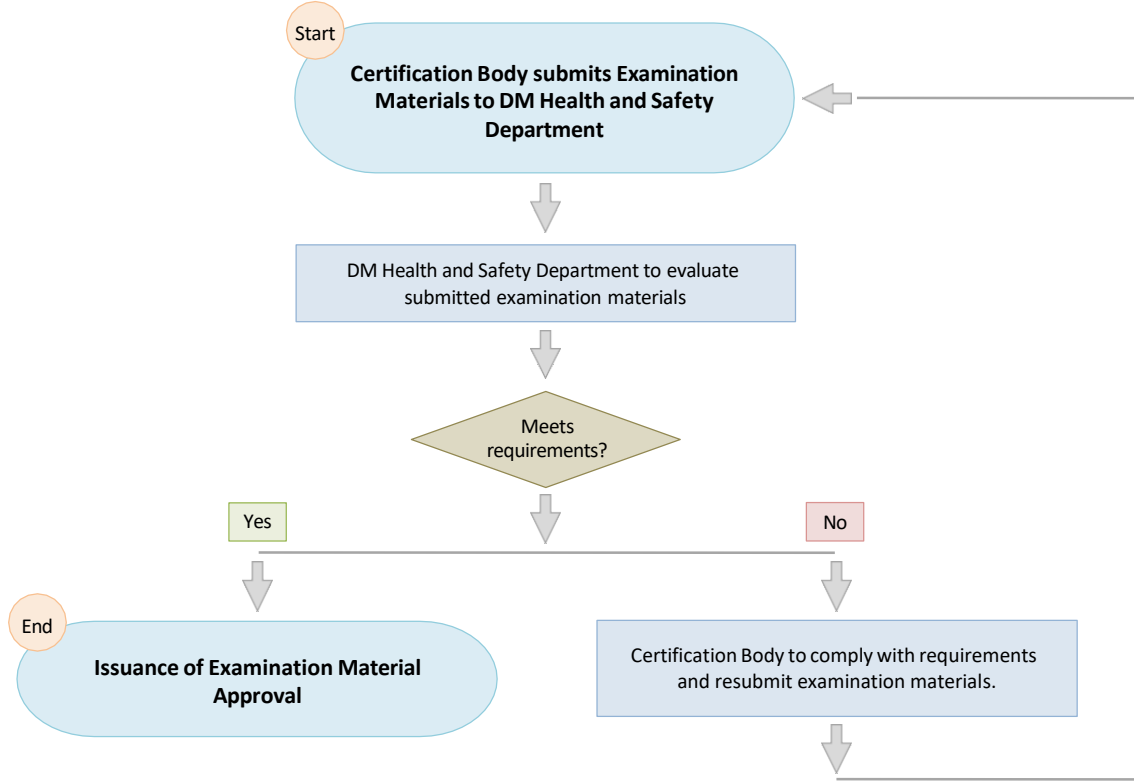 Start
Certification Body submits Examination
Materials to DM Health and Safety
Department
DM Health and Safety Department to evaluate
submitted examination materials
Meets
requirements?
Yes
No
End
Issuance of Examination Material
Approval
Certification Body to comply with requirements
and resubmit examination materials.